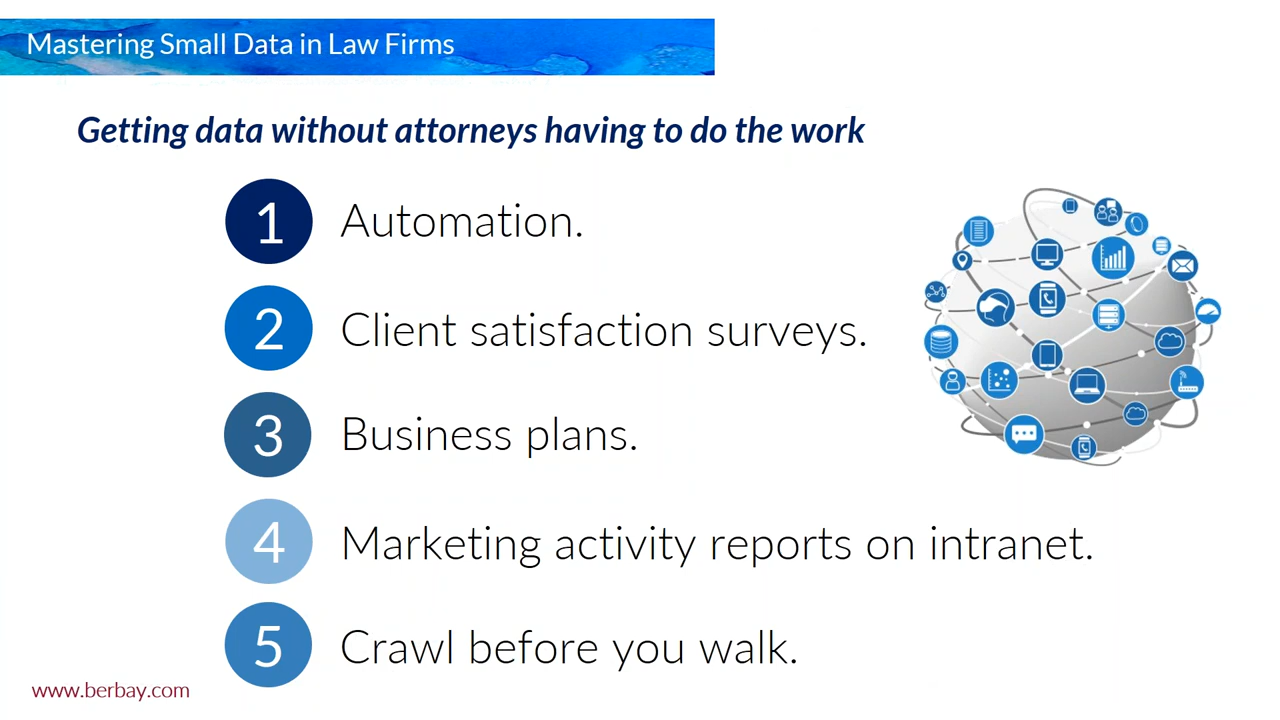 Mastering Small Data in Law Firms
Getting data without attorneys having to do the work
1 Automation.
2 Client satisfaction surveys.
3 Business plans.
4 Marketing activity reports on intranet.
5 Crawl before you walk.
www.berbay.com